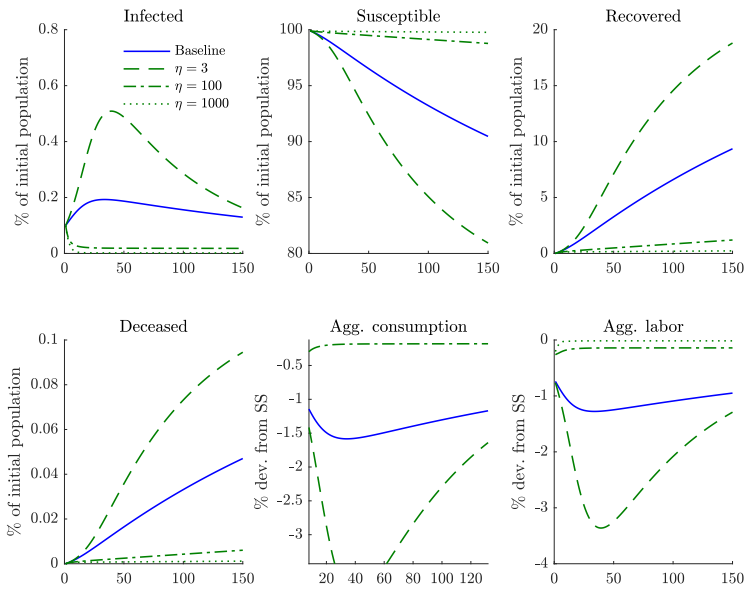 Infected
% of initial population
0.8
0.6
0.4
0.2
0
0 50 100 150
Baseline
η = 3
η = 100
η = 1000
Susceptible
% of initial population
100
95
90
85
80
0 50 100 150
Recovered
% of initial population
20
15
10
5
0
0 50 100 150
Deceased
% of initial population
0.1
0.08
0.06
0.04
0.02
0
0 50 100 150
Agg. consumption
% dev. from SS
-0.5
-1
-1.5
-2
-2.5
-3
20 40 60 80 100 120
Agg. labor
% dev. from SS
0
-1
-2
-3
-4
0 50 100 150